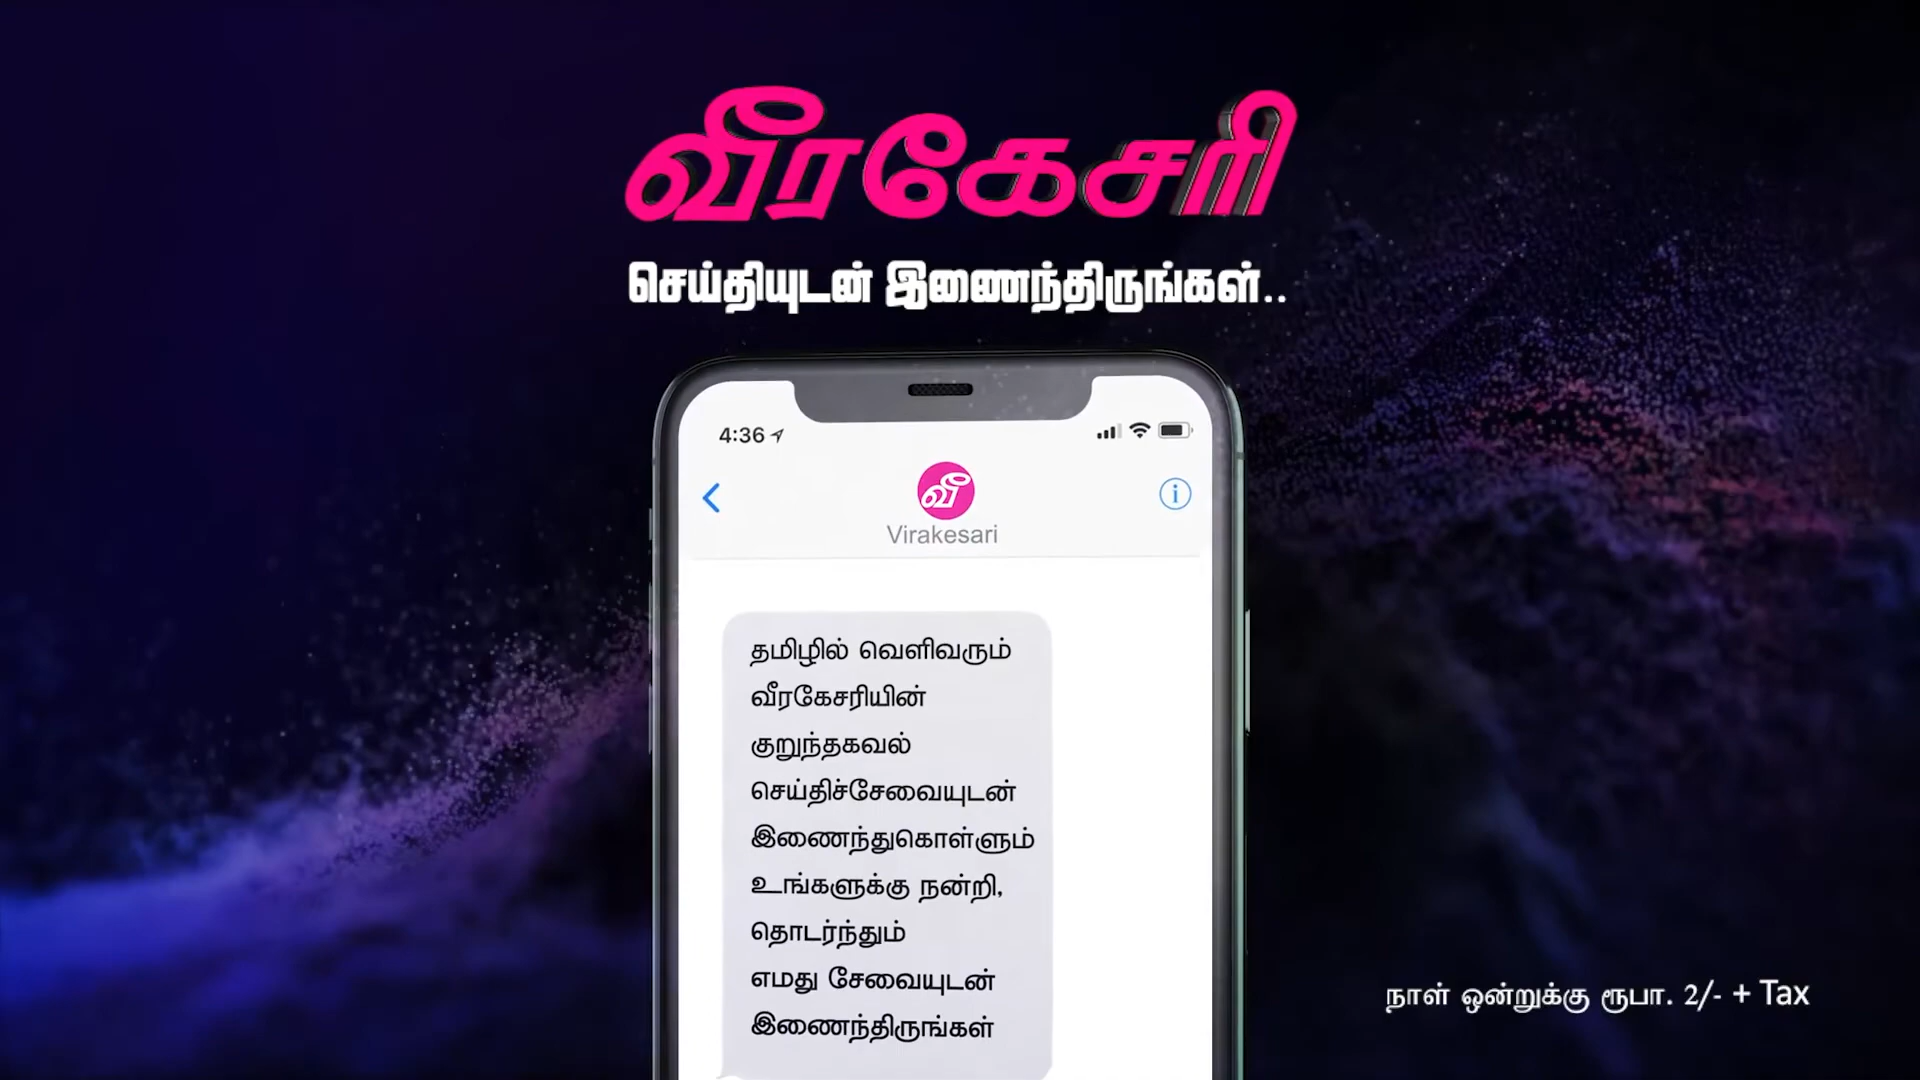 வீரகேசரி
செய்தியுடன் இணைந்திருங்கள்..
4:36
வீ
Virakesari
தமிழில் வெளிவரும்
வீரகேசரியின்
குறுந்தகவல்
செய்திச்சேவையுடன்
இணைந்துகொள்ளும்
உங்களுக்கு நன்றி,
தொடர்ந்தும்
எமது சேவையுடன்
இணைந்திருங்கள்
நாள் ஒன்றுக்கு ரூபா. 2/- + Tax